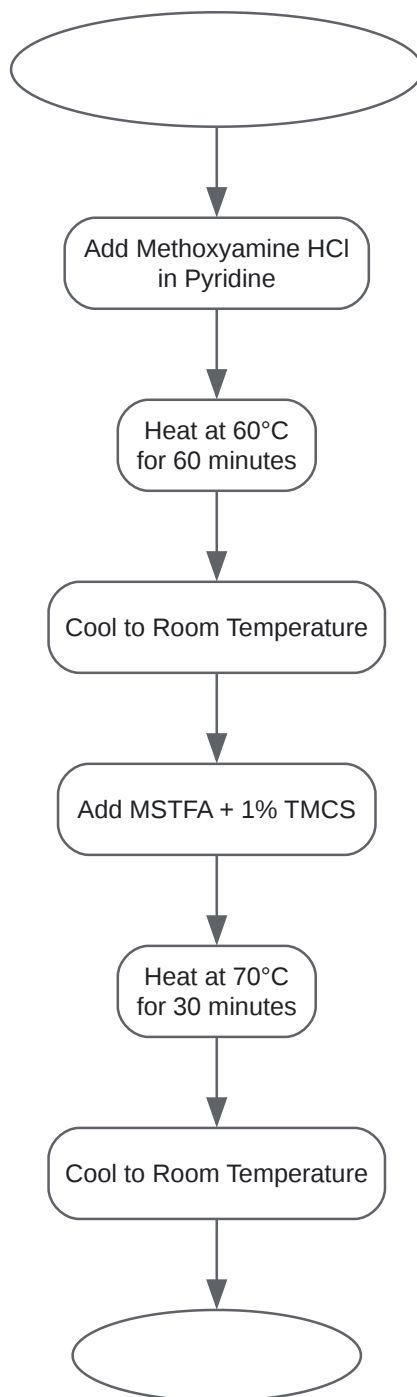 Add Methoxyamine HCl
in Pyridine
Heat at 60°C
for 60 minutes
Cool to Room Temperature
Add MSTFA + 1% TMCS
Heat at 70°C
for 30 minutes
Cool to Room Temperature